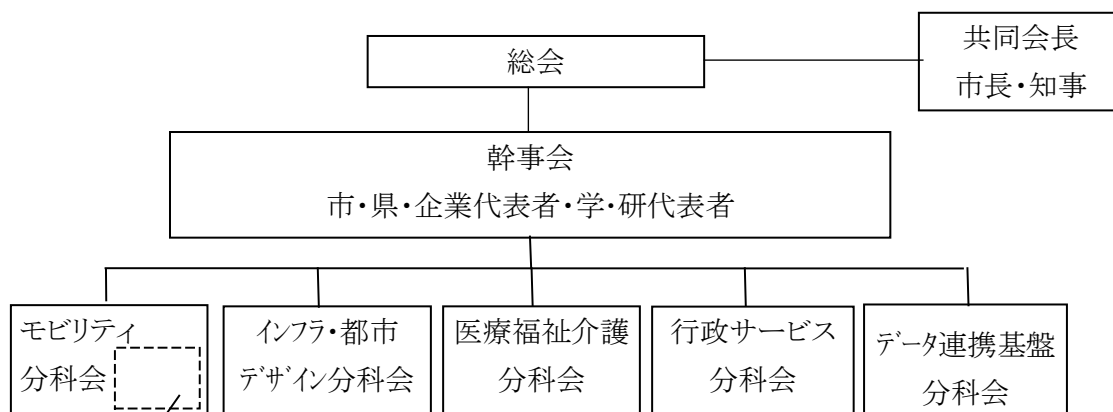 共同会長
市長・知事
総会
幹事会
市・県・企業代表者・学・研代表者
モビリティ
分科会
インフラ・都市
デザイン分科会
医療福祉介護
分科会
行政サービス
分科会
データ連携基盤
分科会